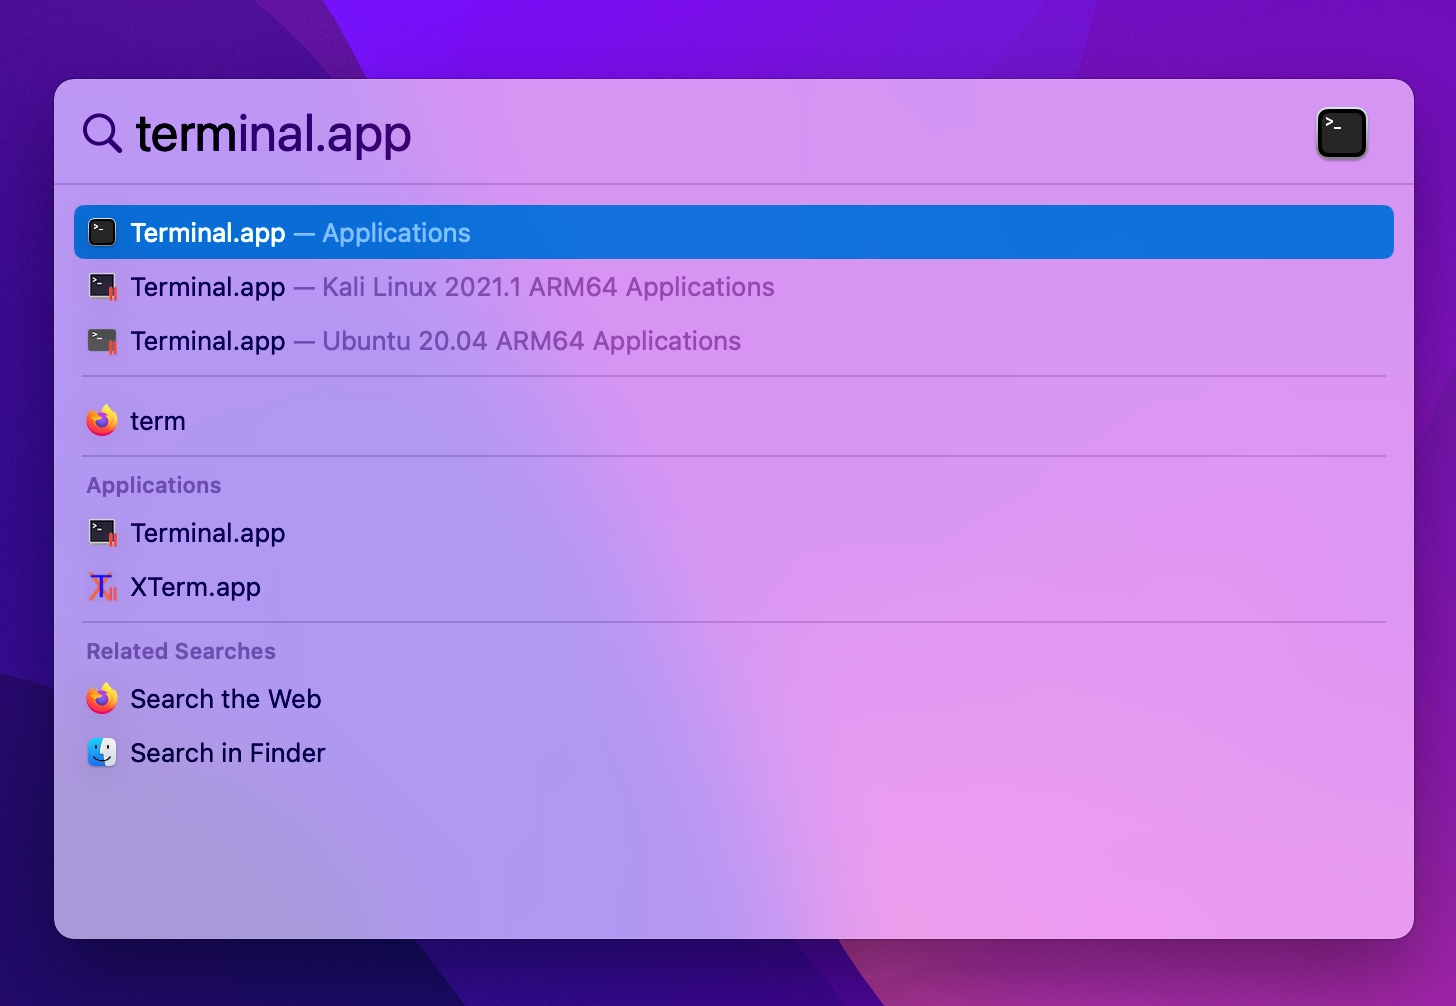 terminal.app
Terminal.app — Applications
Terminal.app — Kali Linux 2021.1 ARM64 Applications
Terminal.app — Ubuntu 20.04 ARM64 Applications
term
Applications
Terminal.app
XTerm.app
Related Searches
Search the Web
Search in Finder